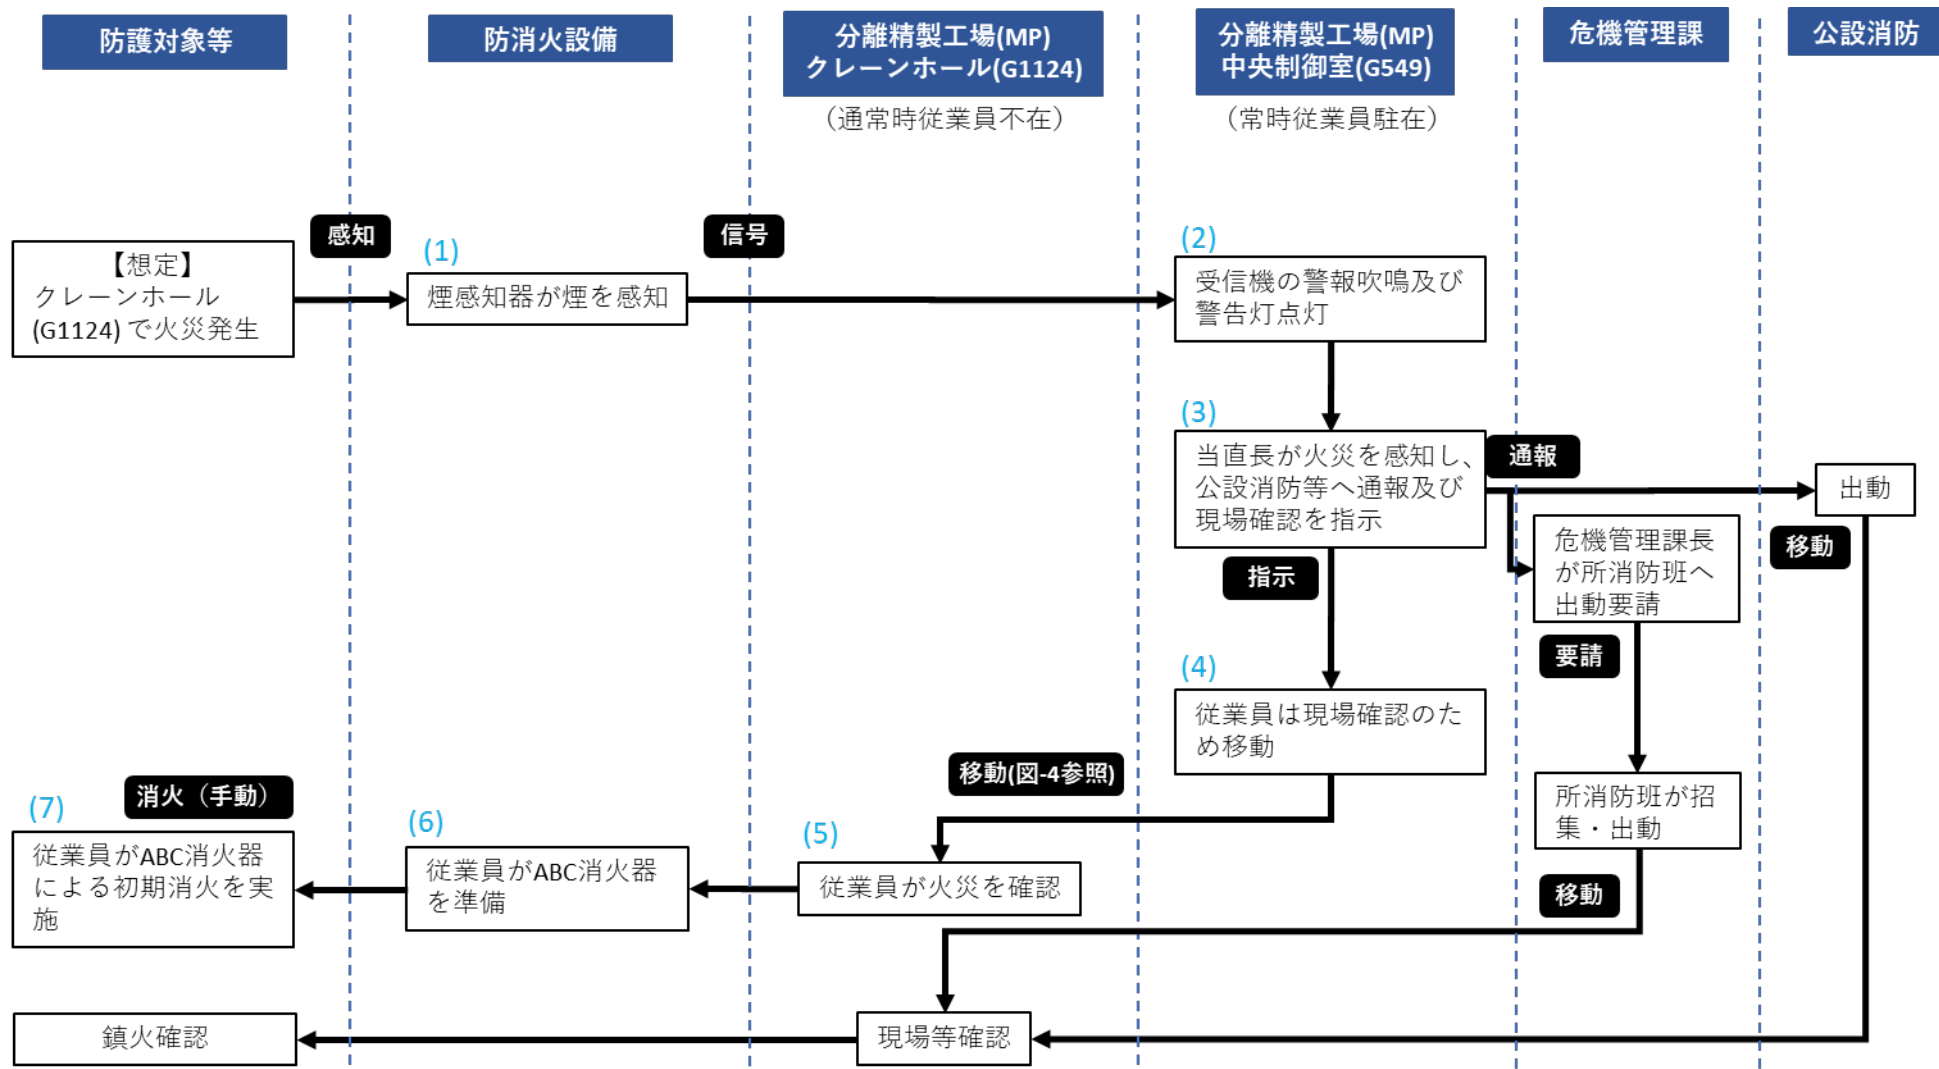 防護対象等
防消火設備
分離精製工場(MP)
クレーンホール(G1124)
（通常時従業員不在）
分離精製工場(MP)
中央制御室(G549)
（常時従業員駐在）
危機管理課
公設消防
【想定】
クレーンホール
(G1124)で火災発生
感知
(1)
煙感知器が煙を感知
信号
(2)
受信機の警報吹鳴及び
警告灯点灯
(3)
当直長が火災を感知し、
公設消防等へ通報及び
現場確認を指示
通報
出動
移動
危機管理課長
が所消防班へ
出動要請
指示
要請
(4)
従業員は現場確認のた
め移動
所消防班が招
集・出動
移動
移動(図-4参照)
(5)
従業員が火災を確認
(6)
従業員がABC消火器
を準備
消火（手動）
(7)
従業員がABC消火器
による初期消火を実
施
現場等確認
鎮火確認